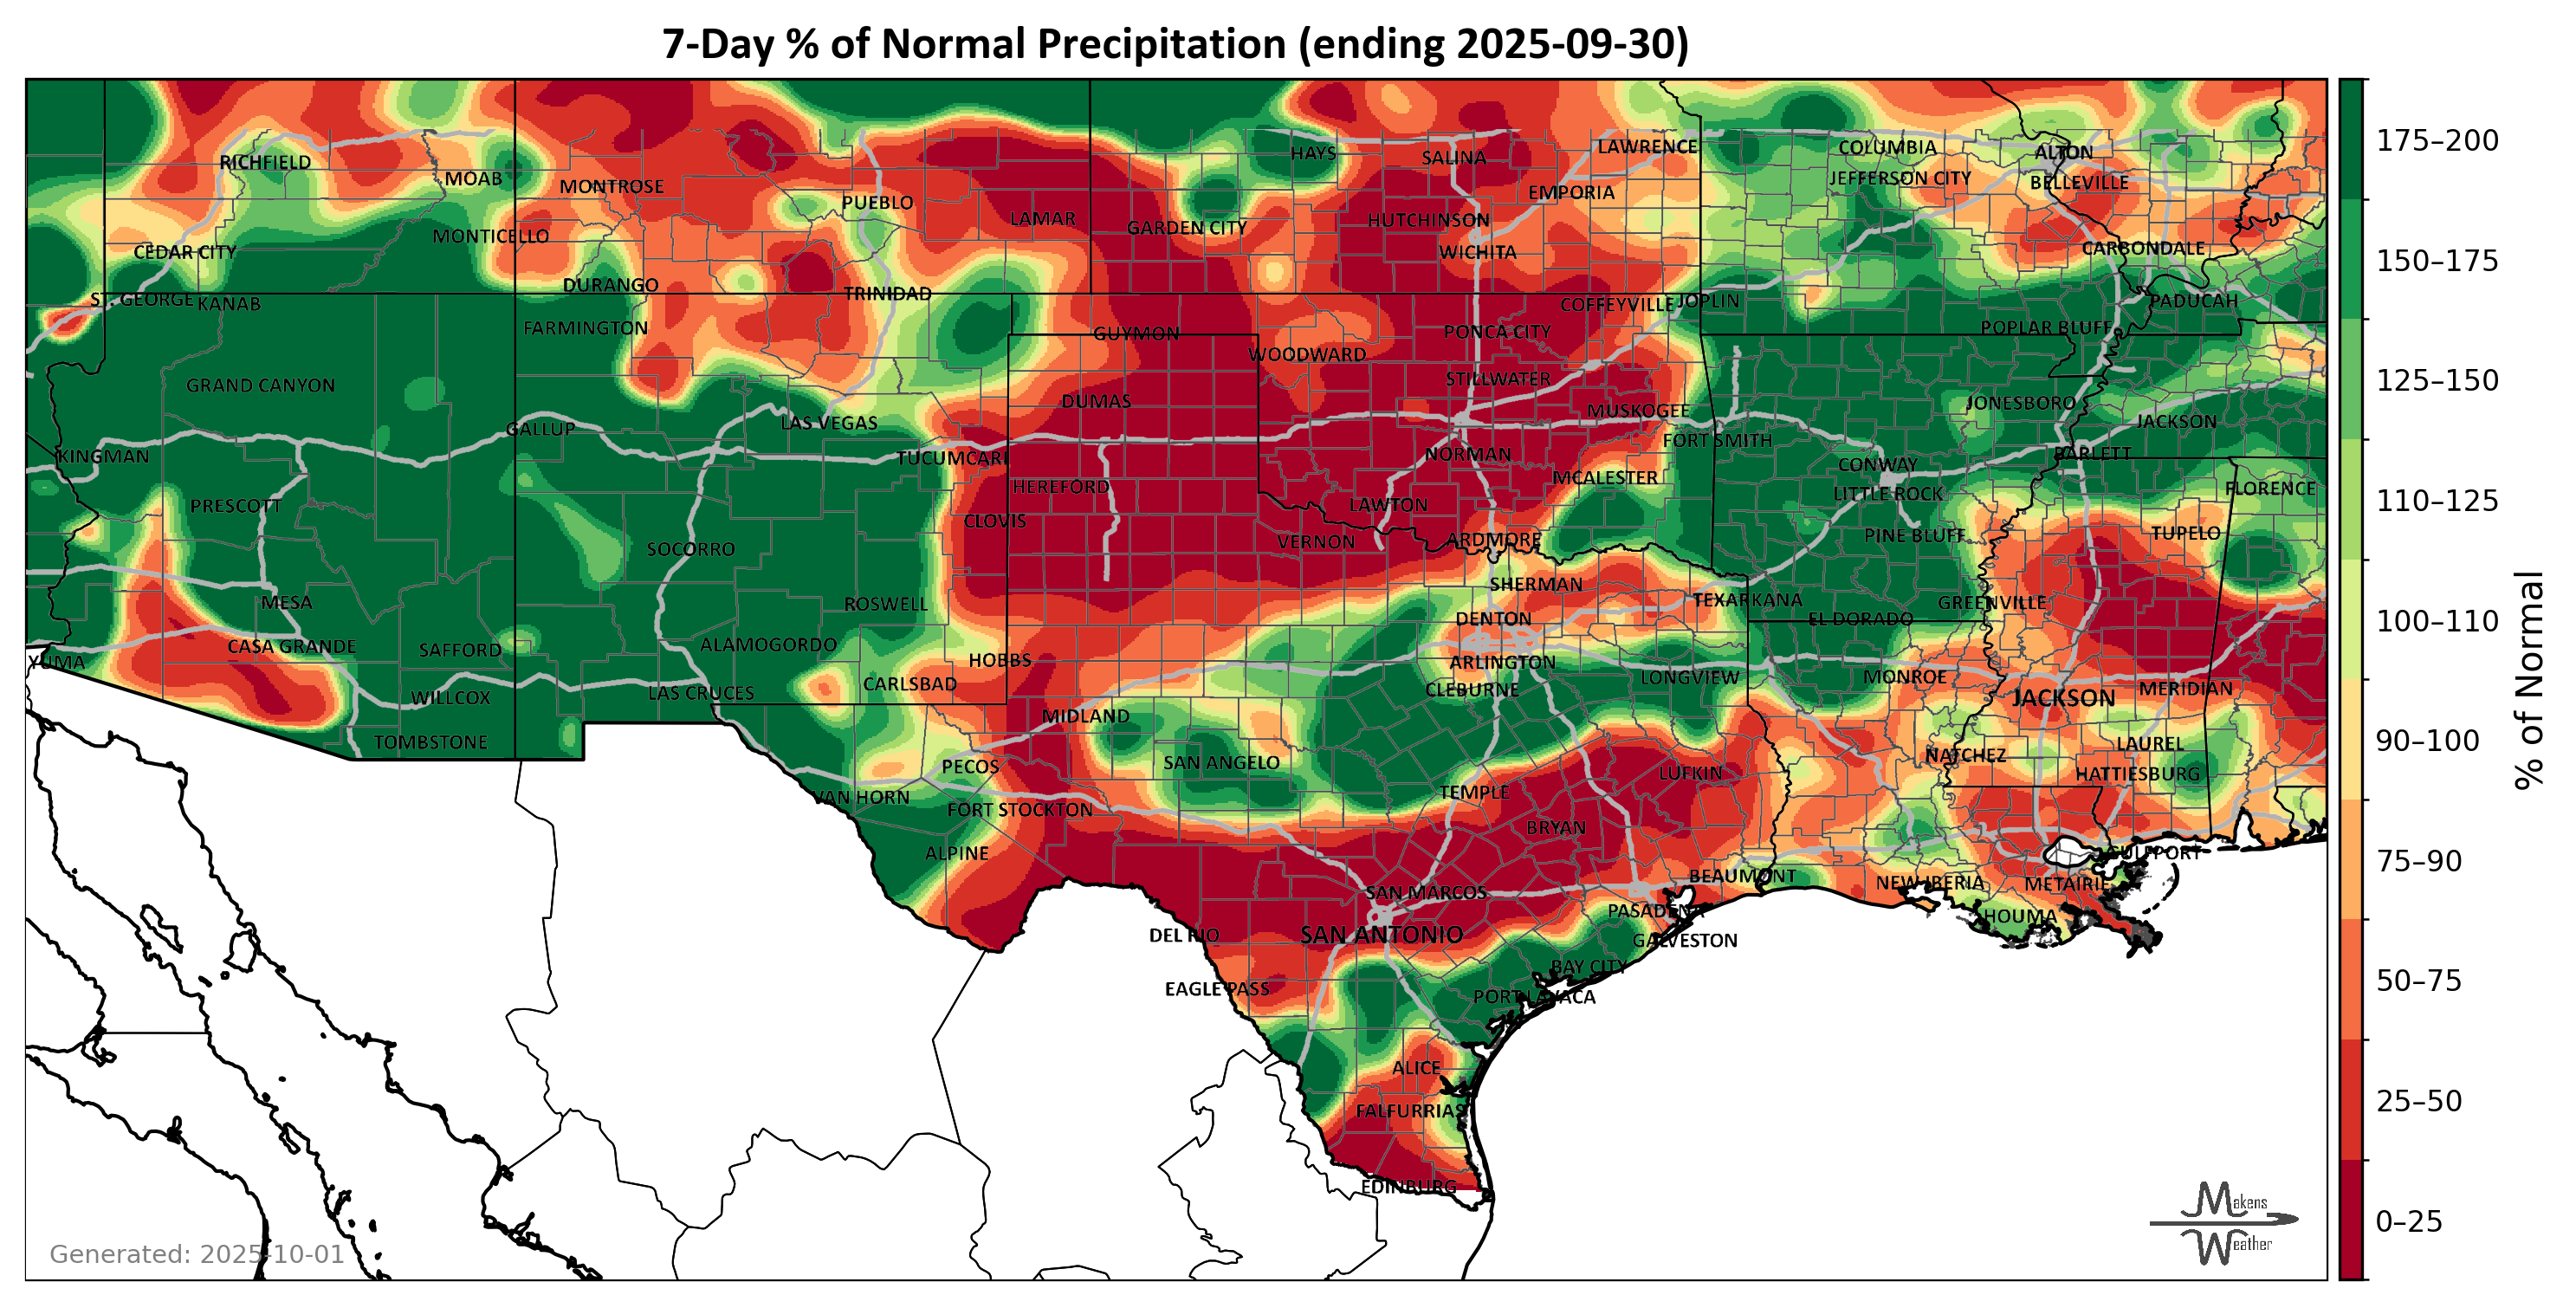 7-Day % of Normal Precipitation (ending 2025-09-30)
RICHFIELD
MOAB
MONTROSE
PUEBLO
LAMAR
GARDEN CITY
HAYS
SALINA
LAWRENCE
EMPORIA
HUTCHINSON
WICHITA
COLUMBIA
JEFFERSON CITY
ALTON
BELLEVILLE
CARBONDALE
CEDAR CITY
MONTICELLO
DURANGO
TRINIDAD
ST. GEORGE
KANAB
FARMINGTON
GUYMON
WOODWARD
PONCA CITY
COFFEYVILLE
JOPLIN
POPLAR BLUFF
PADUCAH
GRAND CANYON
DUMAS
STILLWATER
MUSKOGEE
JONESBORO
JACKSON
GALLUP
LAS VEGAS
KINGMAN
TUCUMCARI
NORMAN
FORT SMITH
CONWAY
BARLETT
PRESCOTT
HEREFORD
LAWTON
MCALESTER
LITTLE ROCK
FLORENCE
CLOVIS
VERNON
ARDMORE
PINE BLUFF
TUPELO
SOCORRO
MESA
ROSWELL
SHERMAN
DENTON
TEXARKANA
EL DORADO
GREENVILLE
YUMA
CASA GRANDE
SAFFORD
ALAMOGORDO
HOBBS
ARLINGTON
WILLCOX
LAS CRUCES
CARLSBAD
CLEBURNE
LONGVIEW
MONROE
JACKSON
MERIDIAN
TOMBSTONE
MIDLAND
PECOS
SAN ANGELO
LUFKIN
NATCHEZ
LAUREL
HATTIESBURG
VAN HORN
FORT STOCKTON
TEMPLE
BRYAN
ALPINE
GULFPORT
SAN MARCOS
BEAUMONT
NEW IBERIA
METAIRIE
PASADENA
HOUMA
DEL RIO
SAN ANTONIO
GALVESTON
EAGLE PASS
BAY CITY
PORT LAVACA
ALICE
FALFURRIAS
EDINBURG
175–200
150–175
125–150
110–125
100–110
90–100
75–90
50–75
25–50
0–25
% of Normal
Generated: 2025-10-01
Makens
Weather